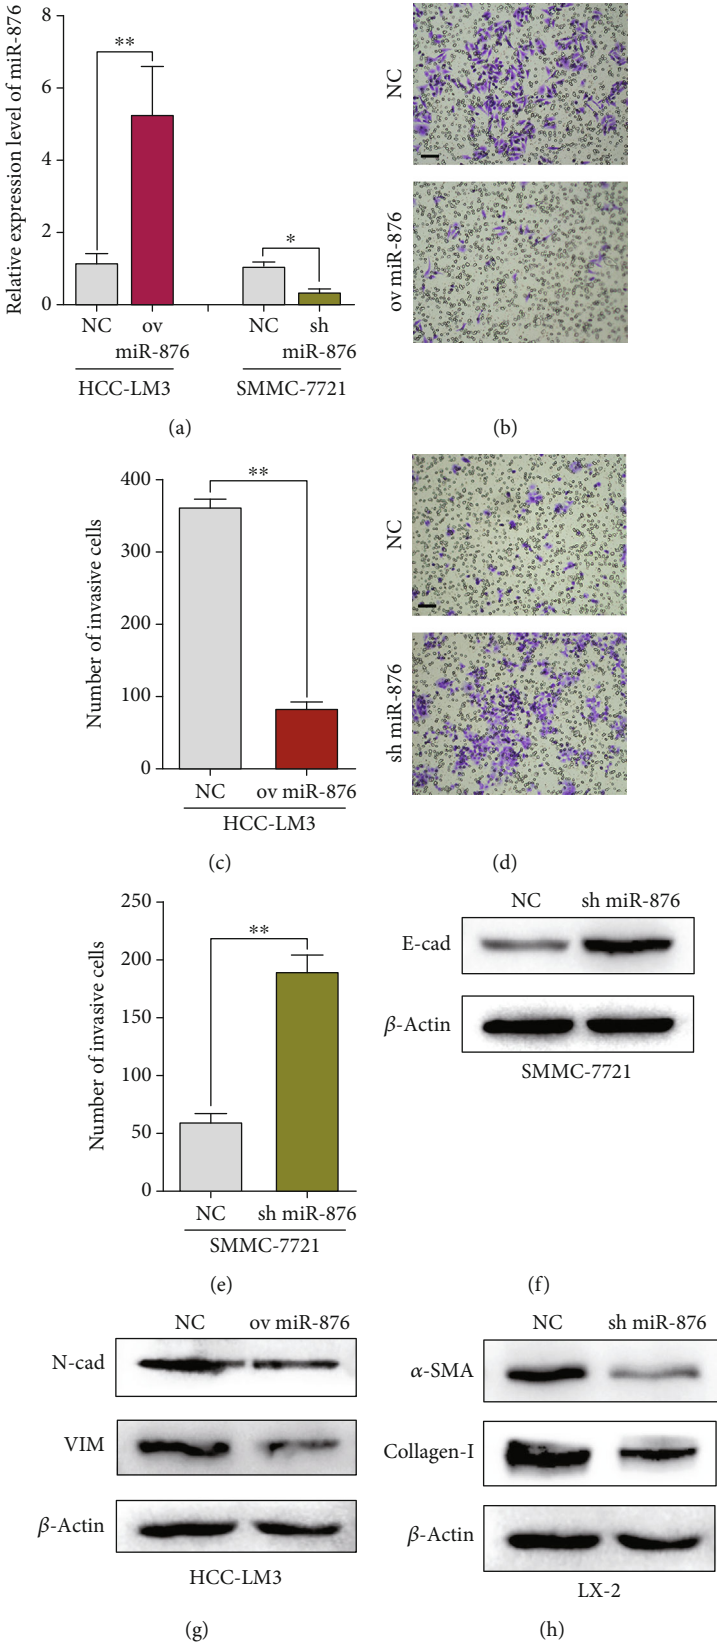 Relative expression level of miR-876
8
6
4
2
0
**
*
NC
ov
miR-876
NC
sh
miR-876
HCC-LM3
SMMC-7721
(a)
NC
ov miR-876
(b)
Number of invasive cells
400
300
200
100
0
**
NC
ov miR-876
HCC-LM3
(c)
NC
sh miR-876
(d)
Number of invasive cells
250
200
150
100
50
0
**
NC
sh miR-876
SMMC-7721
(e)
NC sh miR-876
E-cad
β-Actin
SMMC-7721
(f)
NC ov miR-876
N-cad
VIM
β-Actin
HCC-LM3
(g)
NC sh miR-876
α-SMA
Collagen-I
β-Actin
LX-2
(h)